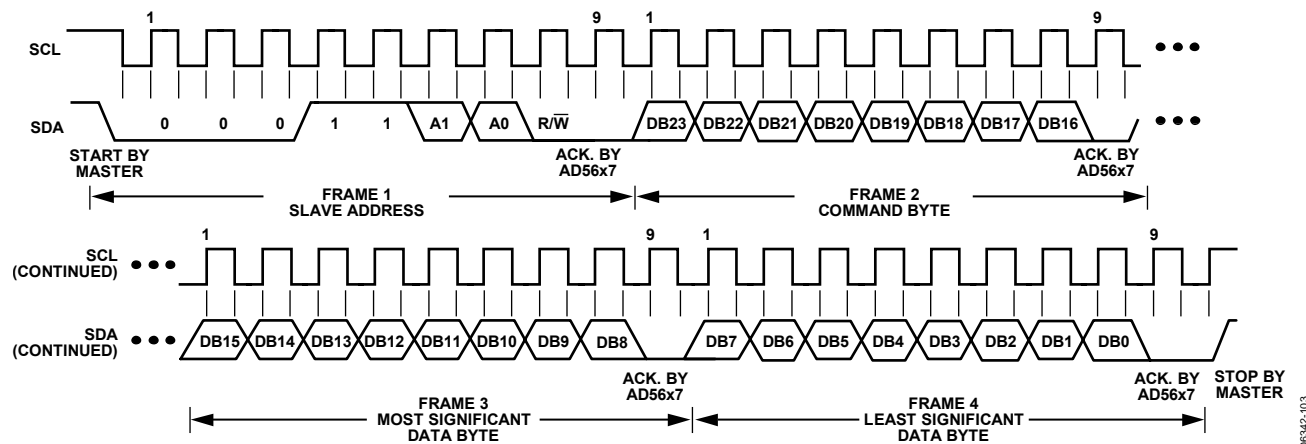 1 9 1 9
SCL
SDA 0 0 0 1 1 A1 A0 R/W̅ DB23 DB22 DB21 DB20 DB19 DB18 DB17 DB16
START BY MASTER ACK. BY AD56x7 ACK. BY AD56x7
FRAME 1 SLAVE ADDRESS FRAME 2 COMMAND BYTE
1 9 1 9
SCL (CONTINUED)
SDA (CONTINUED) DB15 DB14 DB13 DB12 DB11 DB10 DB9 DB8 DB7 DB6 DB5 DB4 DB3 DB2 DB1 DB0
ACK. BY AD56x7 ACK. BY AD56x7 STOP BY MASTER
FRAME 3 MOST SIGNIFICANT DATA BYTE FRAME 4 LEAST SIGNIFICANT DATA BYTE
06342-103